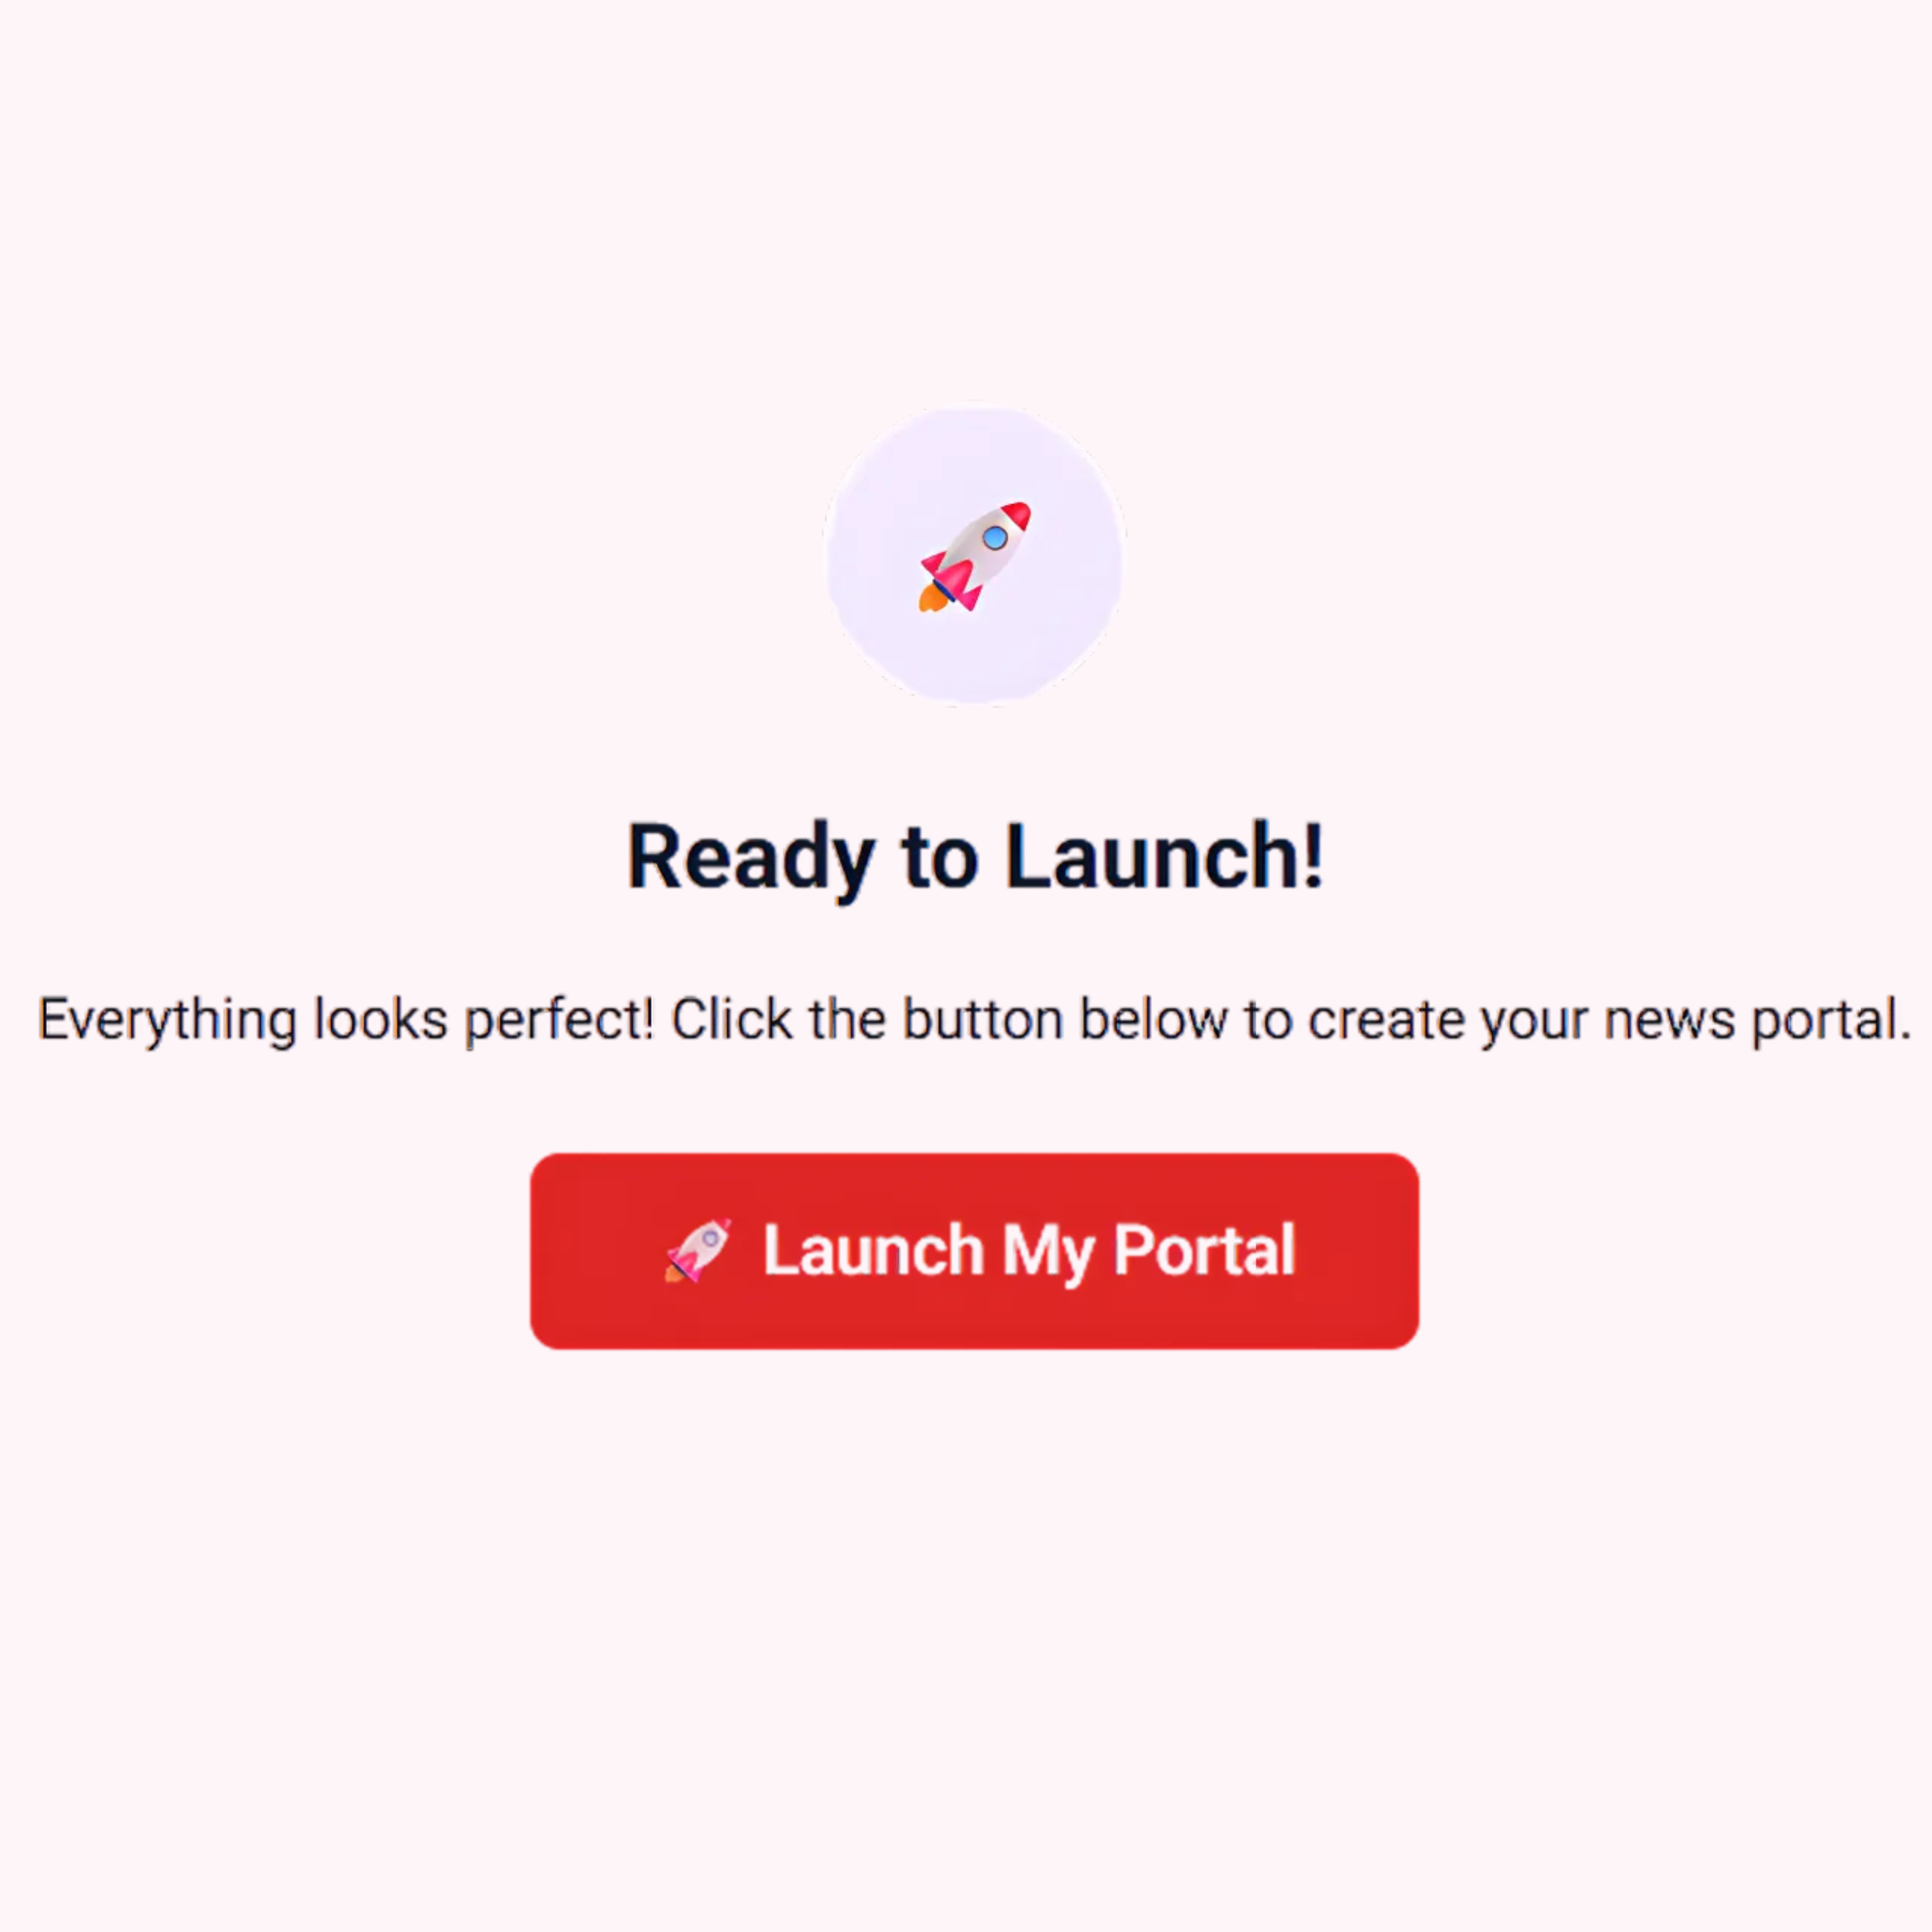 Ready to Launch!
Everything looks perfect! Click the button below to create your news portal.
Launch My Portal